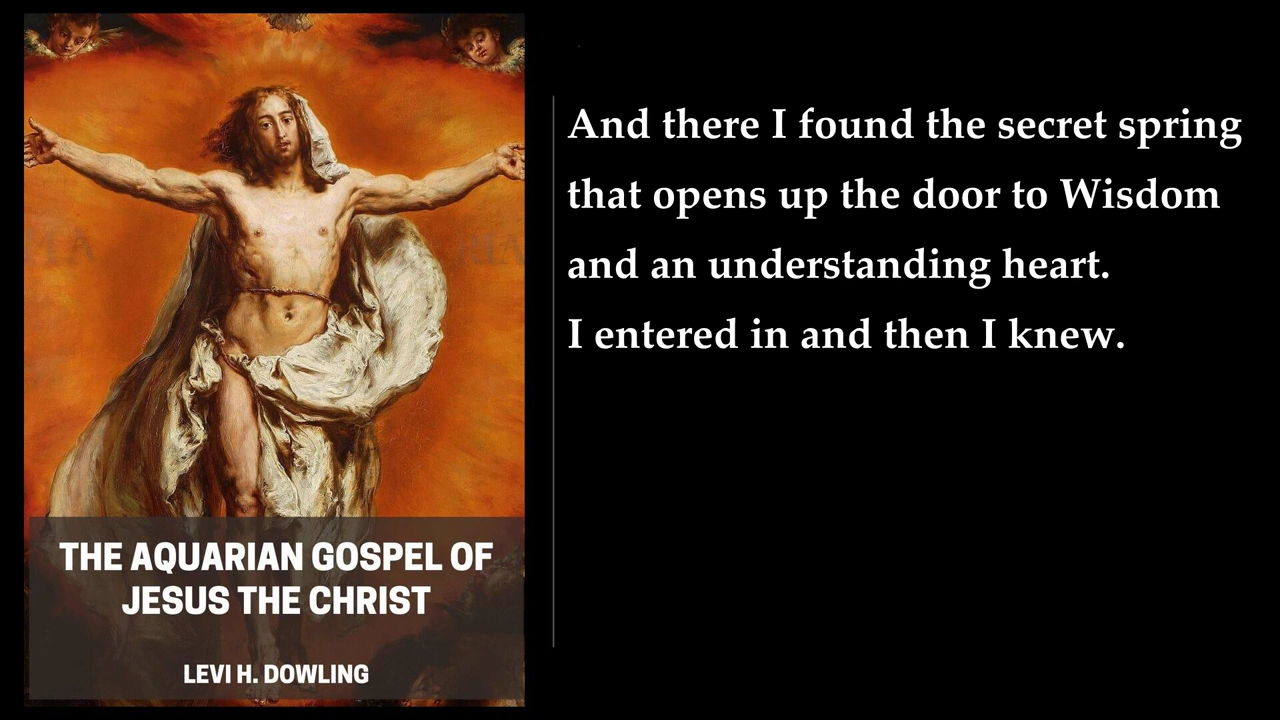 THE AQUARIAN GOSPEL OF
JESUS THE CHRIST
LEVI H. DOWLING
And there I found the secret spring
that opens up the door to Wisdom
and an understanding heart.
I entered in and then I knew.